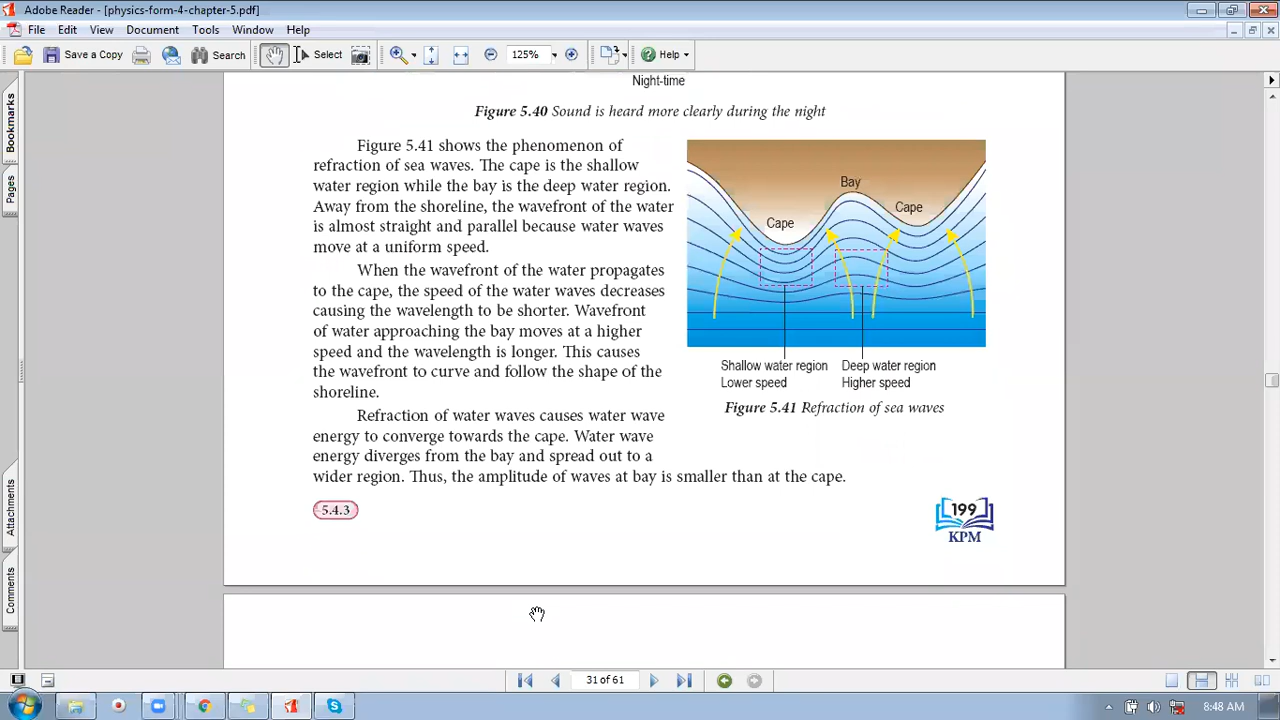 Adobe Reader - [physics-form-4-chapter-5.pdf]
File Edit View Document Tools Window Help
Save a Copy Search Select 125% Help
Bookmarks
Pages
Attachments
Comments
Night-time
Figure 5.40 Sound is heard more clearly during the night
Figure 5.41 shows the phenomenon of
refraction of sea waves. The cape is the shallow
water region while the bay is the deep water region.
Away from the shoreline, the wavefront of the water
is almost straight and parallel because water waves
move at a uniform speed.
When the wavefront of the water propagates
to the cape, the speed of the water waves decreases
causing the wavelength to be shorter. Wavefront
of water approaching the bay moves at a higher
speed and the wavelength is longer. This causes
the wavefront to curve and follow the shape of the
shoreline.
Refraction of water waves causes water wave
energy to converge towards the cape. Water wave
energy diverges from the bay and spread out to a
wider region. Thus, the amplitude of waves at bay is smaller than at the cape.
Bay
Cape
Cape
Shallow water region
Lower speed
Deep water region
Higher speed
Figure 5.41 Refraction of sea waves
5.4.3
199
KPM
31 of 61
8:48 AM